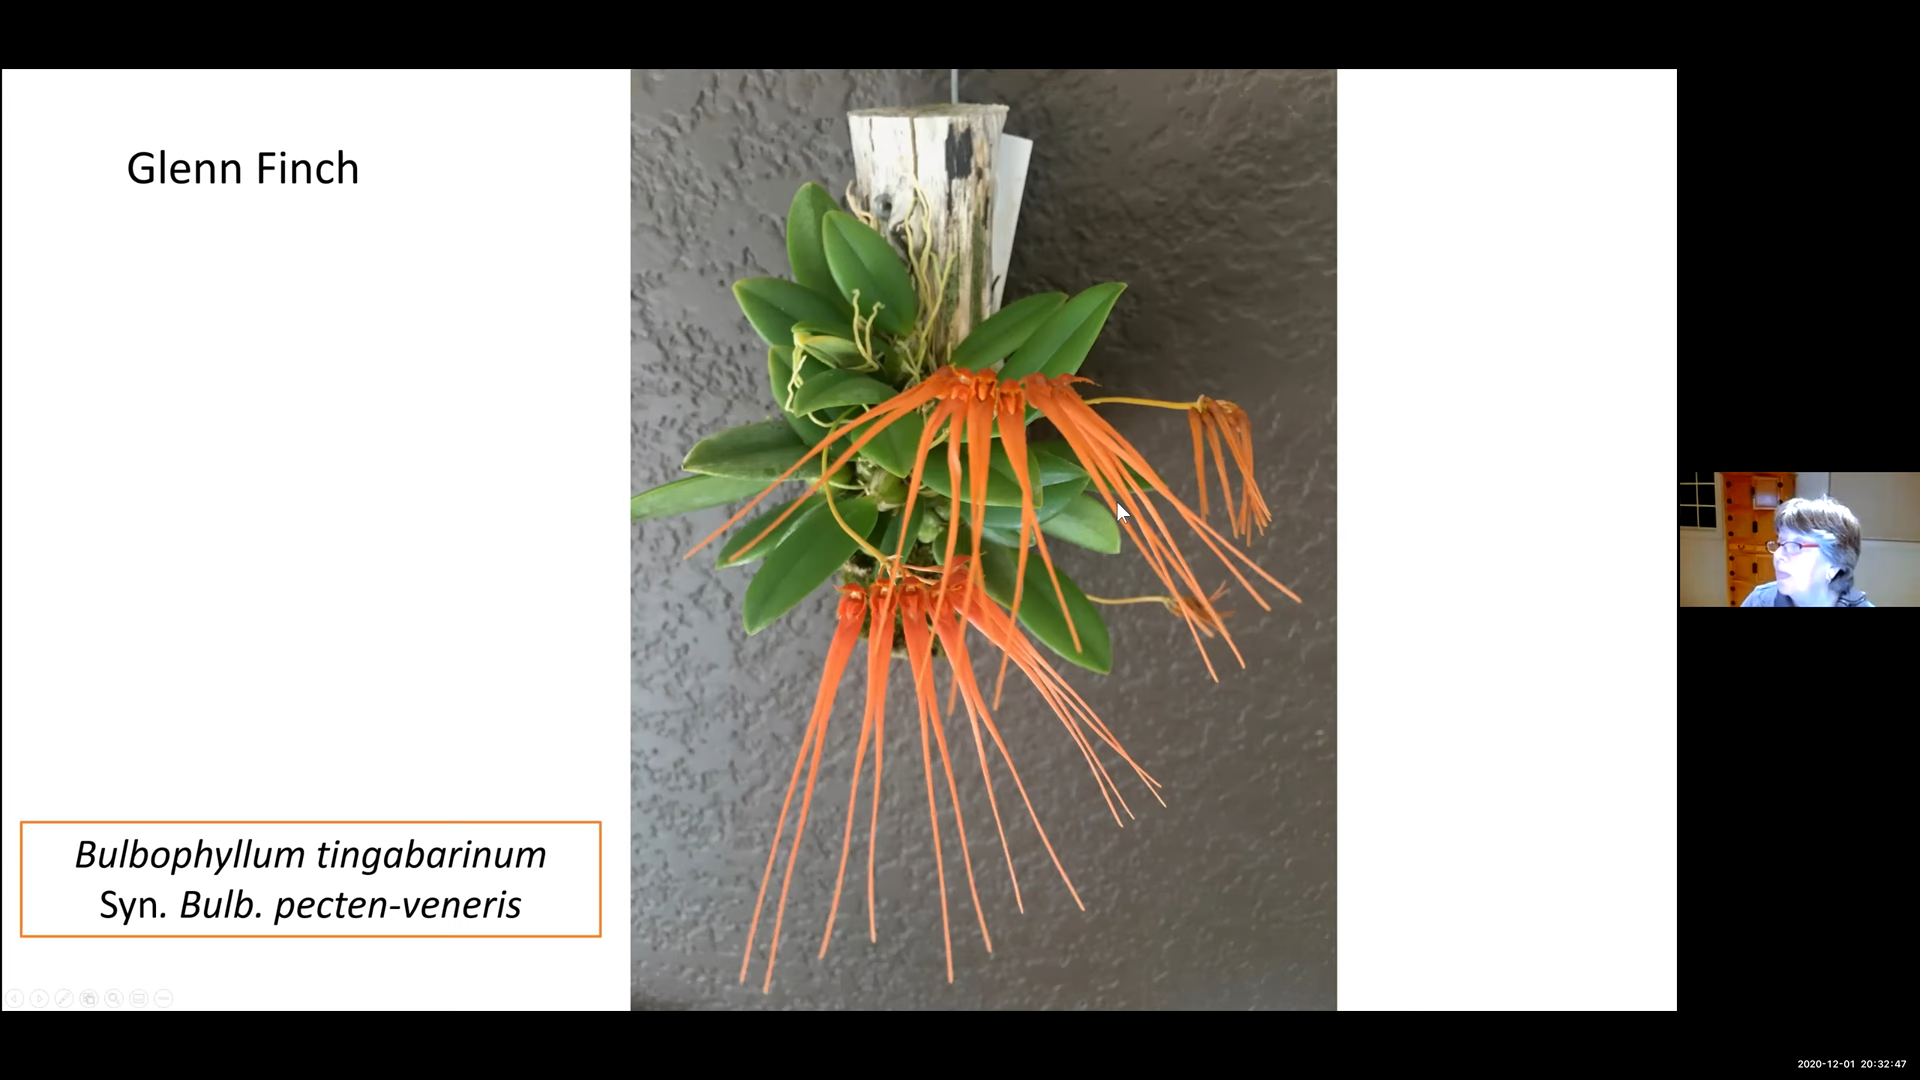 Glenn Finch
Bulbophyllum tingabarinum
Syn. Bulb. pecten-veneris
2020-12-01 20:32:47